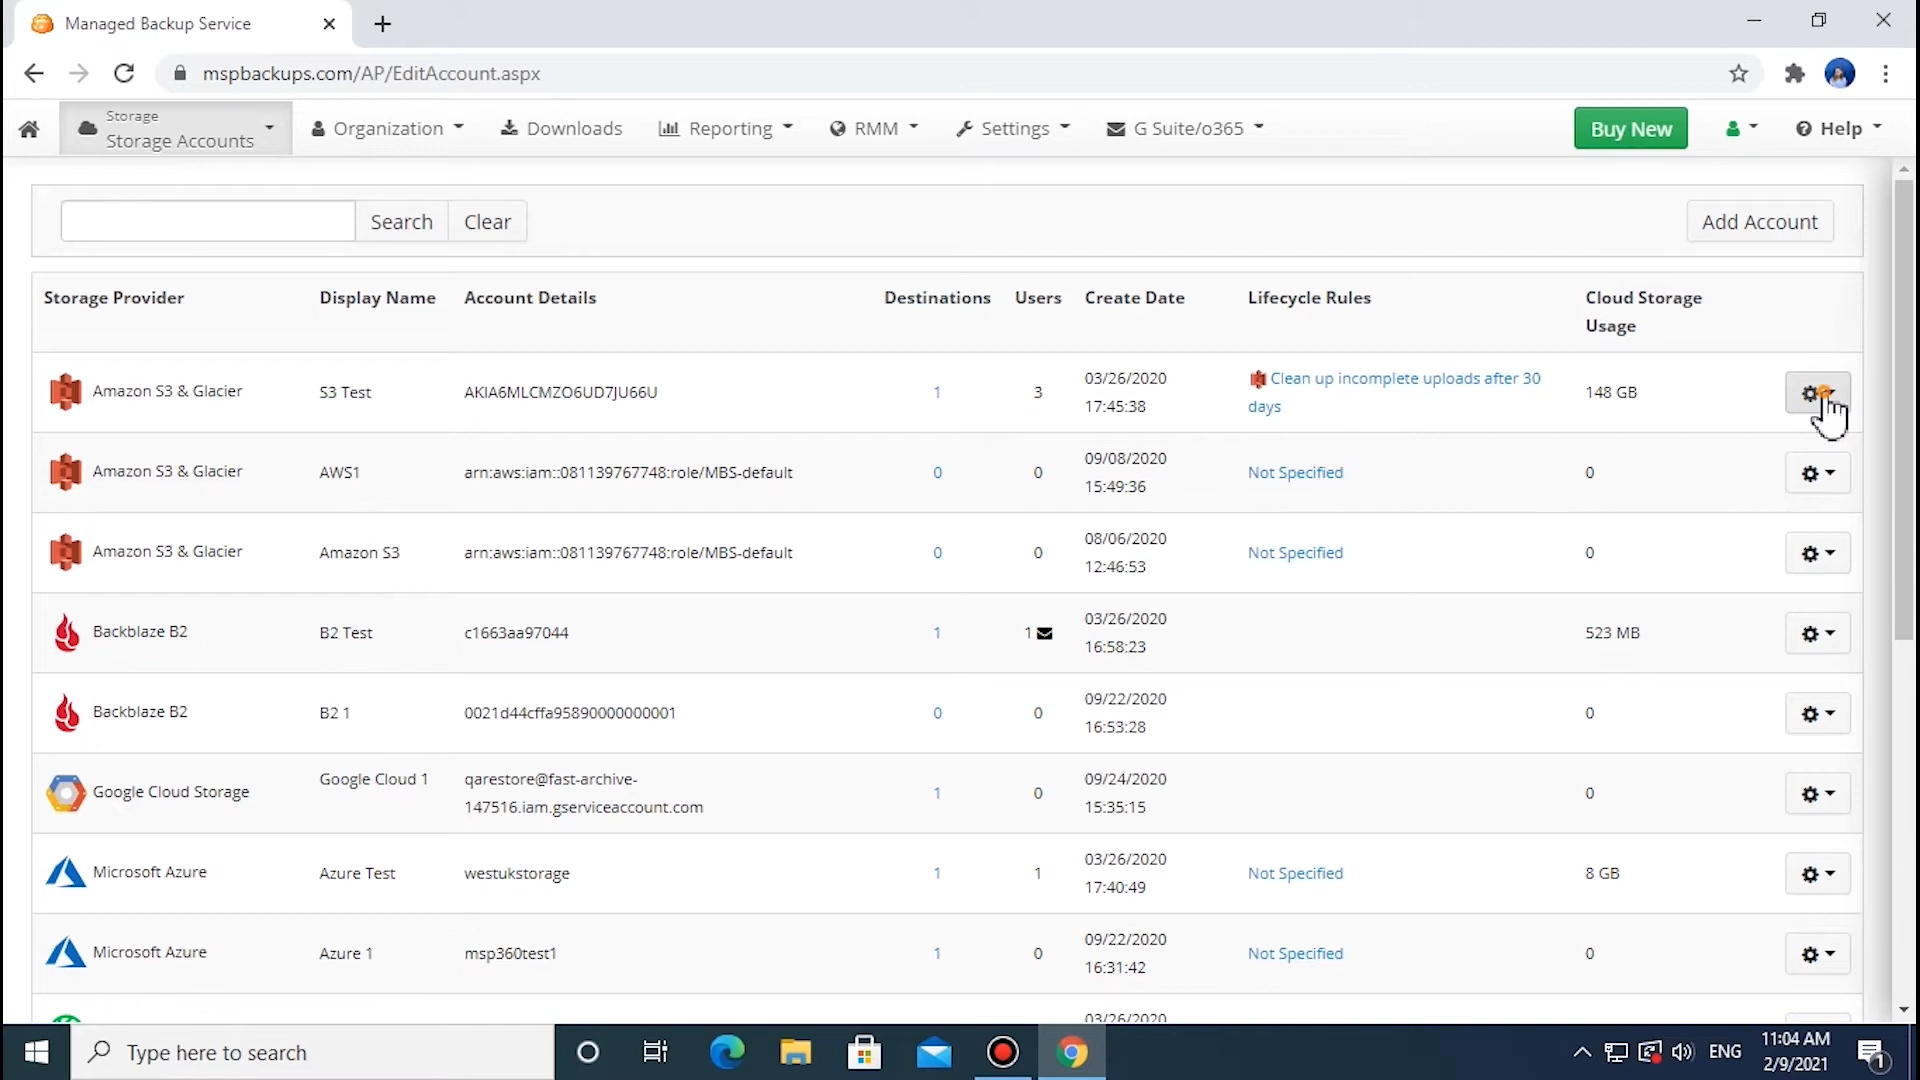 Managed Backup Service
mspbackups.com/AP/EditAccount.aspx
Storage
Storage Accounts
Organization
Downloads
Reporting
RMM
Settings
G Suite/o365
Buy New
Help
Search
Clear
Add Account
Storage Provider
Display Name
Account Details
Destinations
Users
Create Date
Lifecycle Rules
Cloud Storage
Usage
Amazon S3 & Glacier
S3 Test
AKIA6MLCMZO6UD7JU66U
1
3
03/26/2020
17:45:38
Clean up incomplete uploads after 30
days
148 GB
Amazon S3 & Glacier
AWS1
arn:aws:iam::081139767748:role/MBS-default
0
0
09/08/2020
15:49:36
Not Specified
0
Amazon S3 & Glacier
Amazon S3
arn:aws:iam::081139767748:role/MBS-default
0
0
08/06/2020
12:46:53
Not Specified
0
Backblaze B2
B2 Test
c1663aa97044
1
1
03/26/2020
16:58:23
523 MB
Backblaze B2
B2 1
0021d44cffa95890000000001
0
0
09/22/2020
16:53:28
0
Google Cloud Storage
Google Cloud 1
qarestore@fast-archive-
147516.iam.gserviceaccount.com
1
0
09/24/2020
15:35:15
0
Microsoft Azure
Azure Test
westukstorage
1
1
03/26/2020
17:40:49
Not Specified
8 GB
Microsoft Azure
Azure 1
msp360test1
1
0
09/22/2020
16:31:42
Not Specified
0
03/26/2020
Type here to search
ENG
11:04 AM
2/9/2021
1